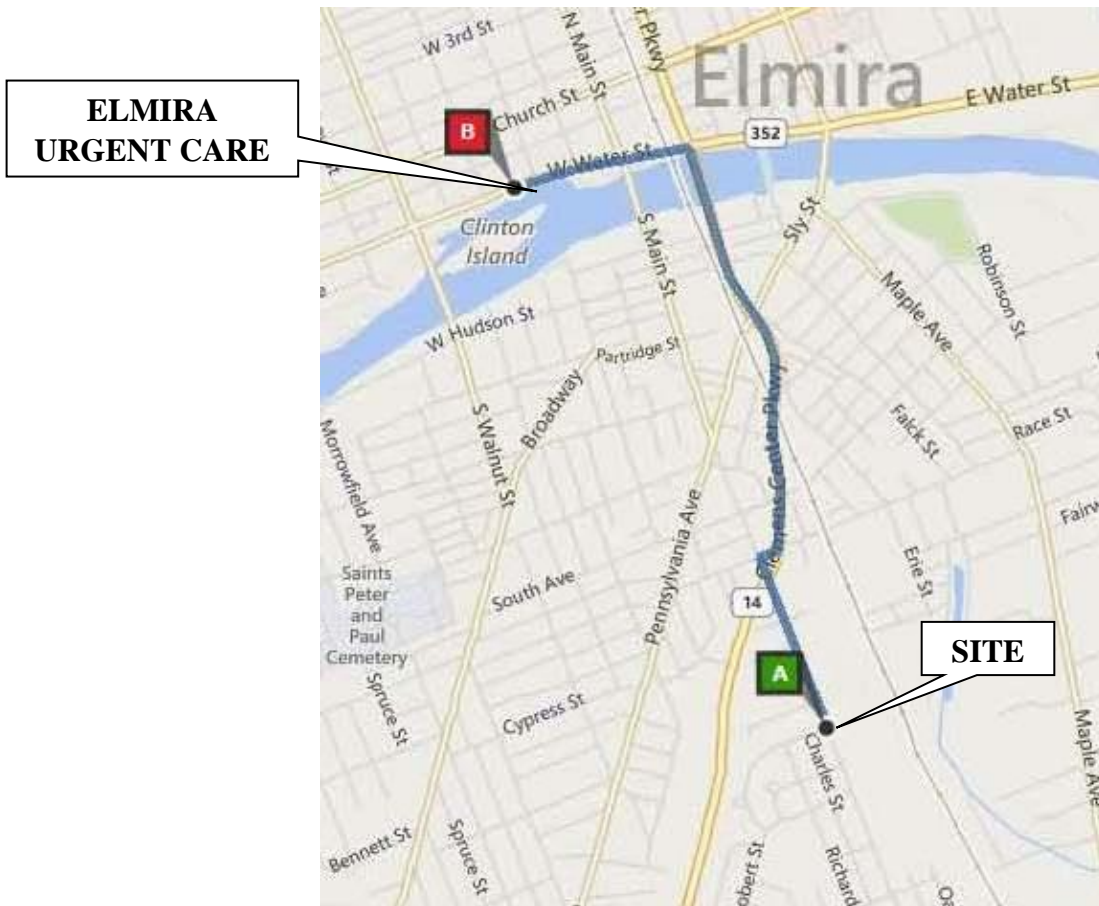 ELMIRA
URGENT CARE
W 3rd St
N Main St
Pkwy
Elmira
E Water St
Church St
352
B
W Water St
Clinton
Island
Sly St
S Main St
Robinson St
Maple Ave
W Hudson St
Partridge St
Broadway
S Walnut St
Clemens Center Pkwy
Falck St
Race St
Morrowfield Ave
Pennsylvania Ave
Erie St
Saints
Peter
and
Paul
Cemetery
South Ave
14
SITE
A
Spruce St
Cypress St
Charles St
Maple Ave
Bennett St
Spruce St
obert St
Richard